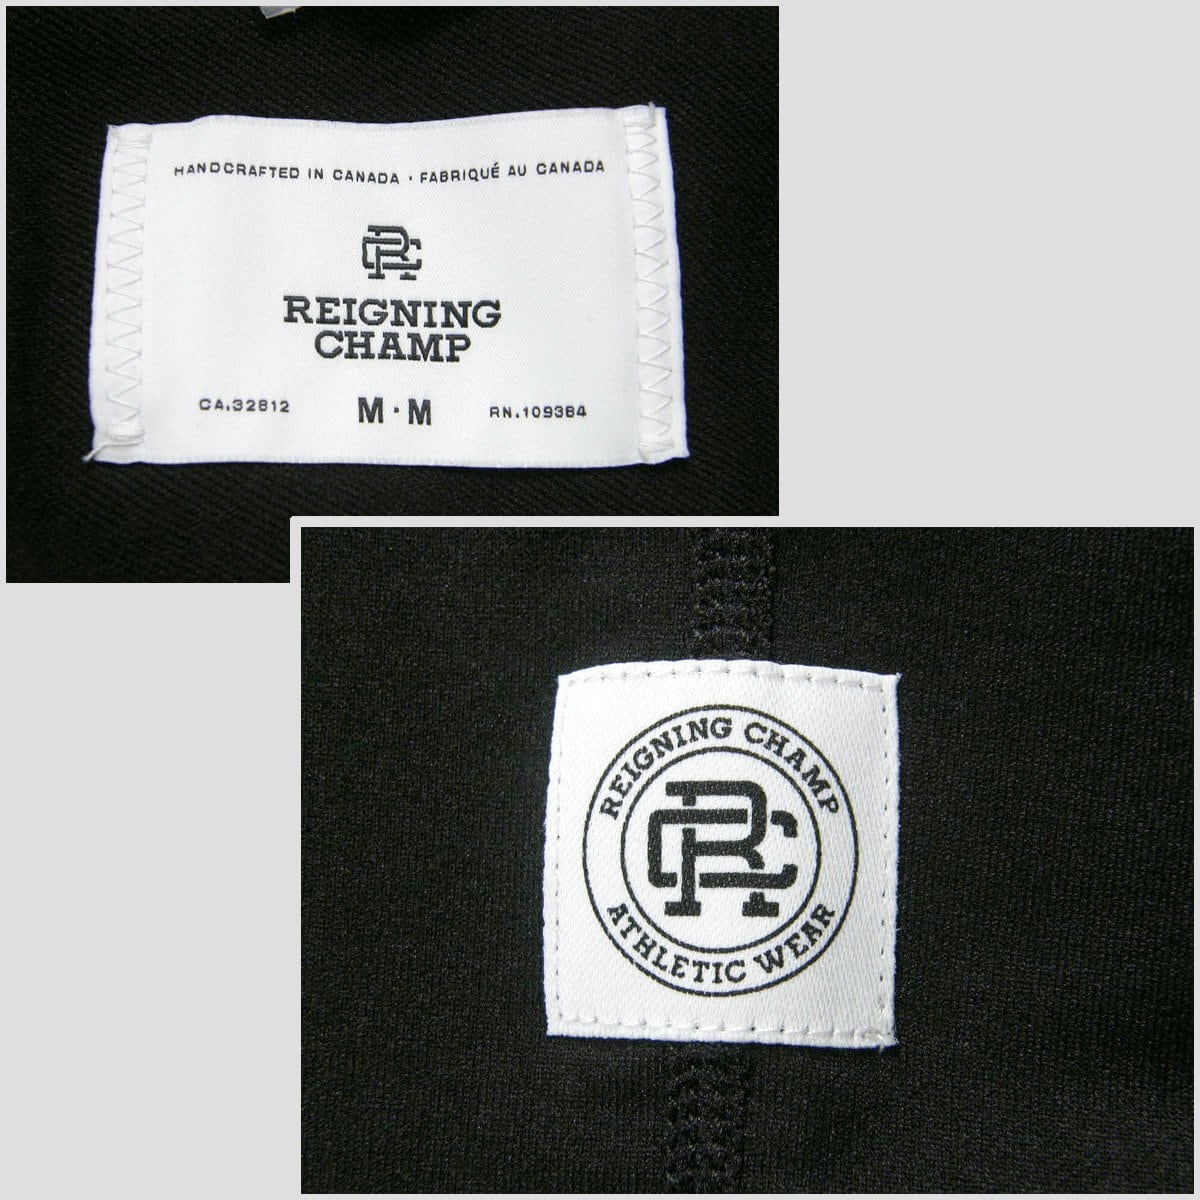 HANDCRAFTED IN CANADA · FABRIQUÉ AU CANADA
RC
REIGNING
CHAMP
CA.32812 M·M RN.109384
REIGNING CHAMP
RC
ATHLETIC WEAR